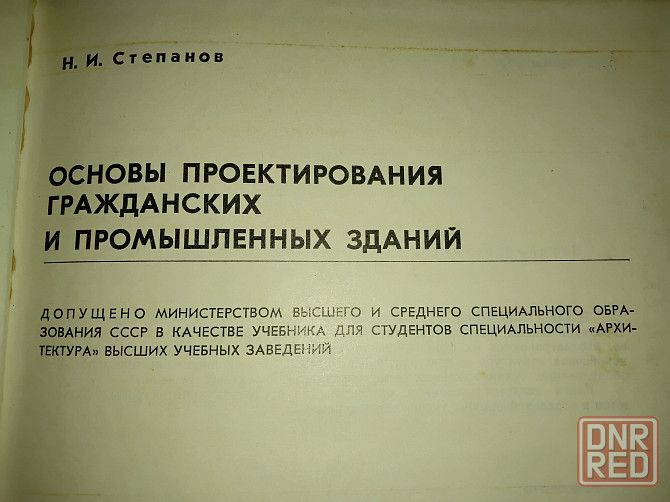 Н. И. Степанов
ОСНОВЫ ПРОЕКТИРОВАНИЯ
ГРАЖДАНСКИХ
И ПРОМЫШЛЕННЫХ ЗДАНИЙ
ДОПУЩЕНО МИНИСТЕРСТВОМ ВЫСШЕГО И СРЕДНЕГО СПЕЦИАЛЬНОГО ОБРА-
ЗОВАНИЯ СССР В КАЧЕСТВЕ УЧЕБНИКА ДЛЯ СТУДЕНТОВ СПЕЦИАЛЬНОСТИ «АРХИ-
ТЕКТУРА» ВЫСШИХ УЧЕБНЫХ ЗАВЕДЕНИЙ
DNR
RED